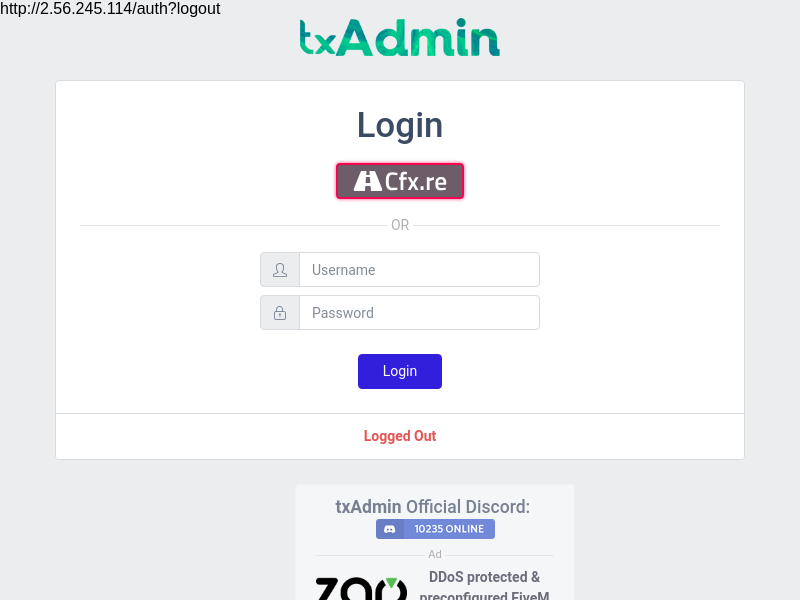 http://2.56.245.114/auth?logout
txAdmin
Login
Cfx.re
OR
Username
Password
Login
Logged Out
txAdmin Official Discord:
10235 ONLINE
Ad
DDoS protected &
preconfigured FiveM